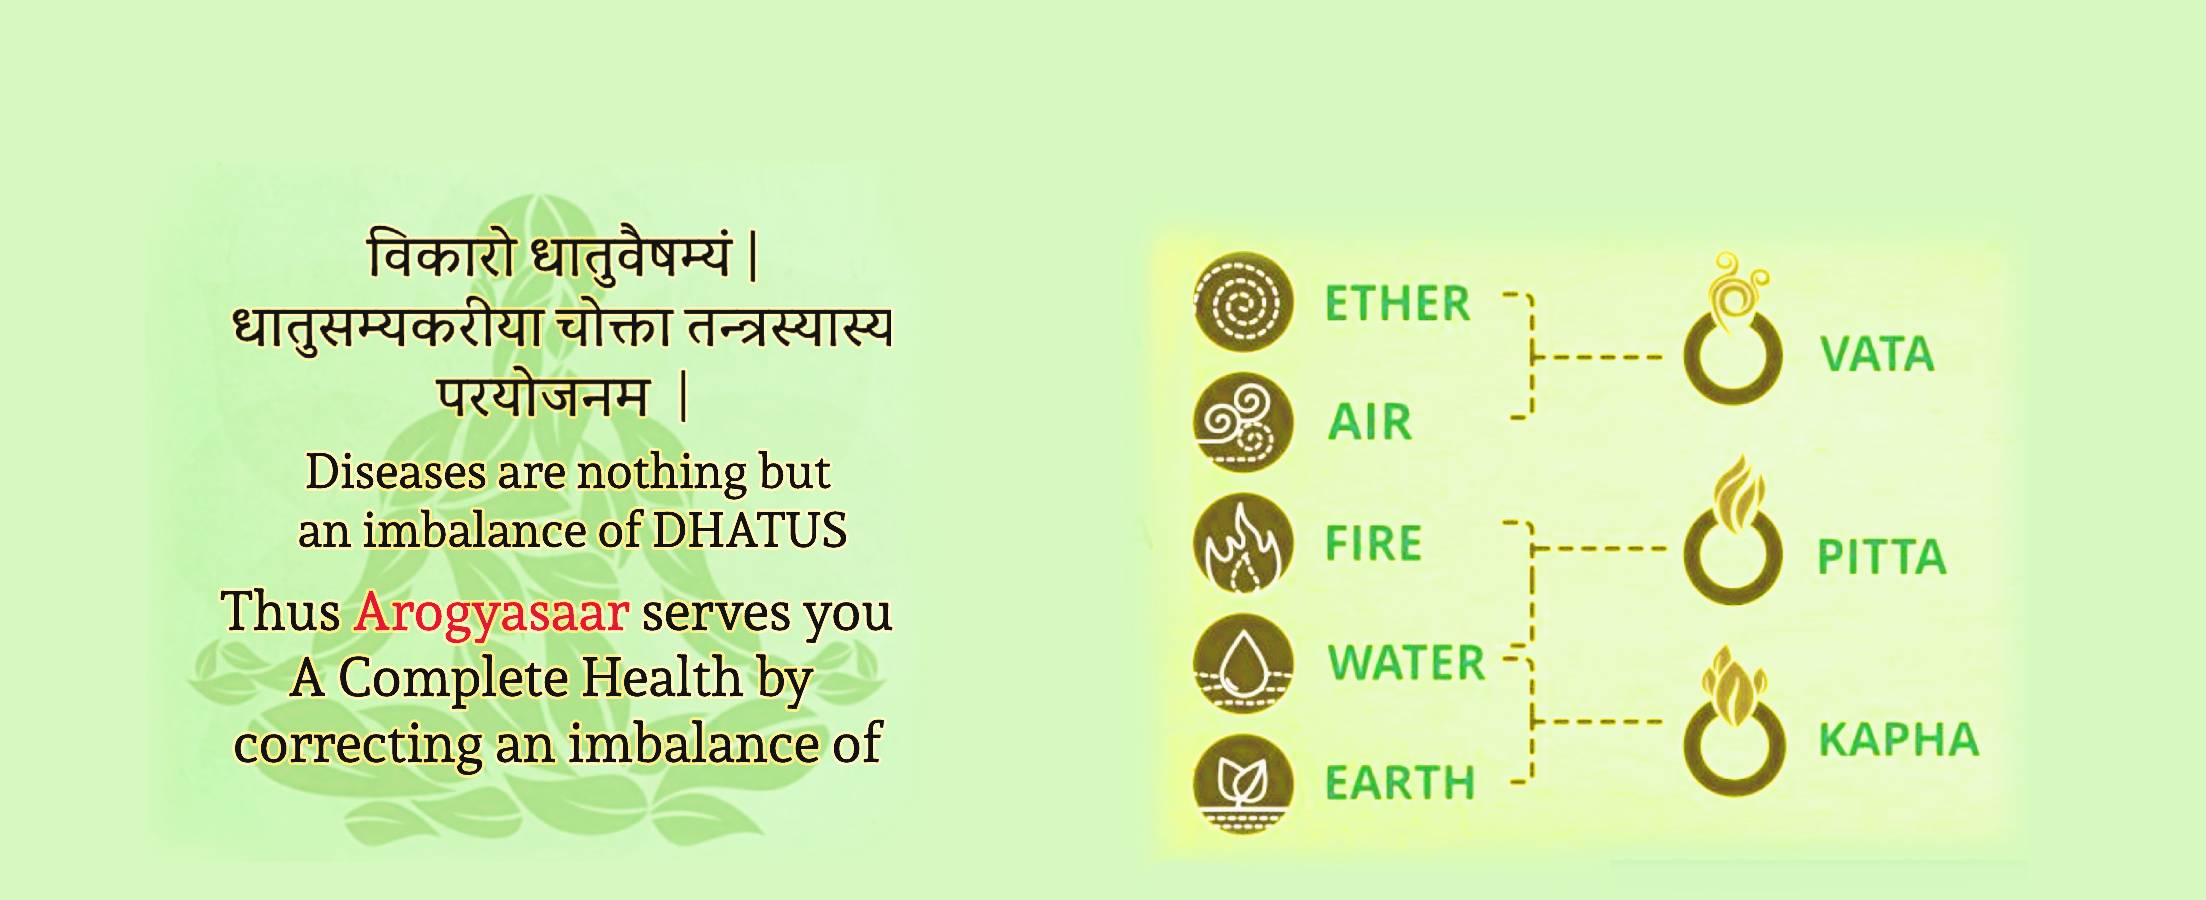 विकारो धातुवैषम्यं |
धातुसम्यकरीया चोक्ता तन्त्रस्यास्य
परयोजनम |
Diseases are nothing but
an imbalance of DHATUS
Thus Arogyasaar serves you
A Complete Health by
correcting an imbalance of
ETHER
AIR
FIRE
WATER
EARTH
VATA
PITTA
KAPHA